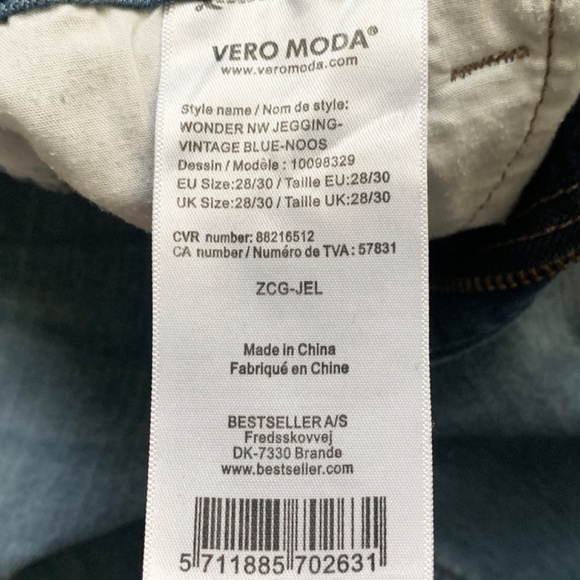 VERO MODA®
www.veromoda.com
Style name / Nom de style:
WONDER NW JEGGING-
VINTAGE BLUE-NOOS
Dessin / Modèle : 10098329
EU Size:28/30 / Taille EU:28/30
UK Size:28/30 / Taille UK:28/30
CVR number: 88216512
CA number/ Numéro de TVA: 57831
ZCG-JEL
Made in China
Fabriqué en Chine
BESTSELLER A/S
Fredsskovvej
DK-7330 Brande
www.bestseller.com
5 711885 702631